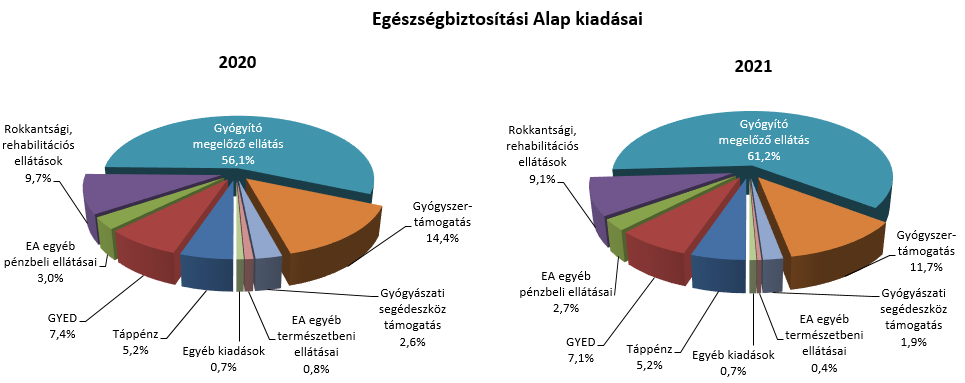 Egészségbiztosítási Alap kiadásai
2020
Gyógyító
megelőző ellátás
56,1%
Rokkantsági,
rehabilitációs
ellátások
9,7%
Gyógyszer-
támogatás
14,4%
EA egyéb
pénzbeli ellátásai
3,0%
GYED
7,4%
Táppénz
5,2%
Egyéb kiadások
0,7%
EA egyéb
természetbeni
ellátásai
0,8%
Gyógyászati
segédeszköz
támogatás
2,6%
2021
Gyógyító
megelőző ellátás
61,2%
Rokkantsági,
rehabilitációs
ellátások
9,1%
Gyógyszer-
támogatás
11,7%
EA egyéb
pénzbeli ellátásai
2,7%
GYED
7,1%
Táppénz
5,2%
Egyéb kiadások
0,7%
EA egyéb
természetbeni
ellátásai
0,4%
Gyógyászati
segédeszköz
támogatás
1,9%